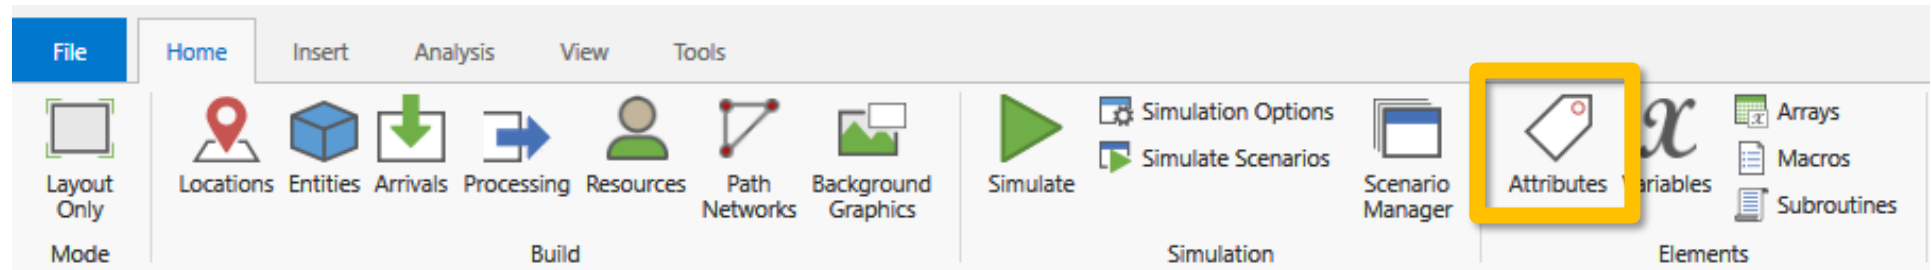 File Home Insert Analysis View Tools
Layout Only
Locations Entities Arrivals Processing Resources Path Networks Background Graphics
Simulate
Simulation Options
Simulate Scenarios
Scenario Manager
Attributes
ariables
x
Arrays
Macros
Subroutines
Mode Build Simulation Elements